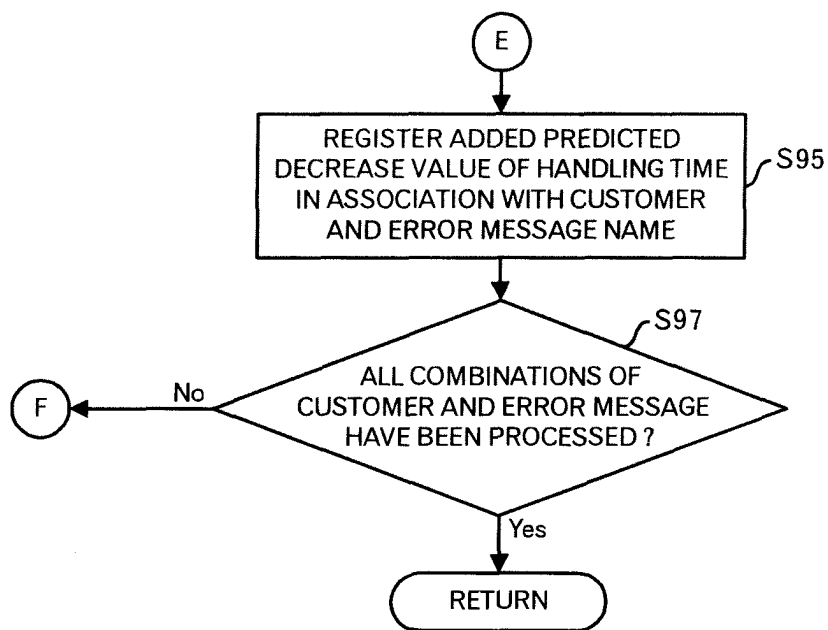 E
REGISTER ADDED PREDICTED
DECREASE VALUE OF HANDLING TIME
IN ASSOCIATION WITH CUSTOMER
AND ERROR MESSAGE NAME
S95
S97
ALL COMBINATIONS OF
CUSTOMER AND ERROR MESSAGE
HAVE BEEN PROCESSED ?
No
F
Yes
RETURN